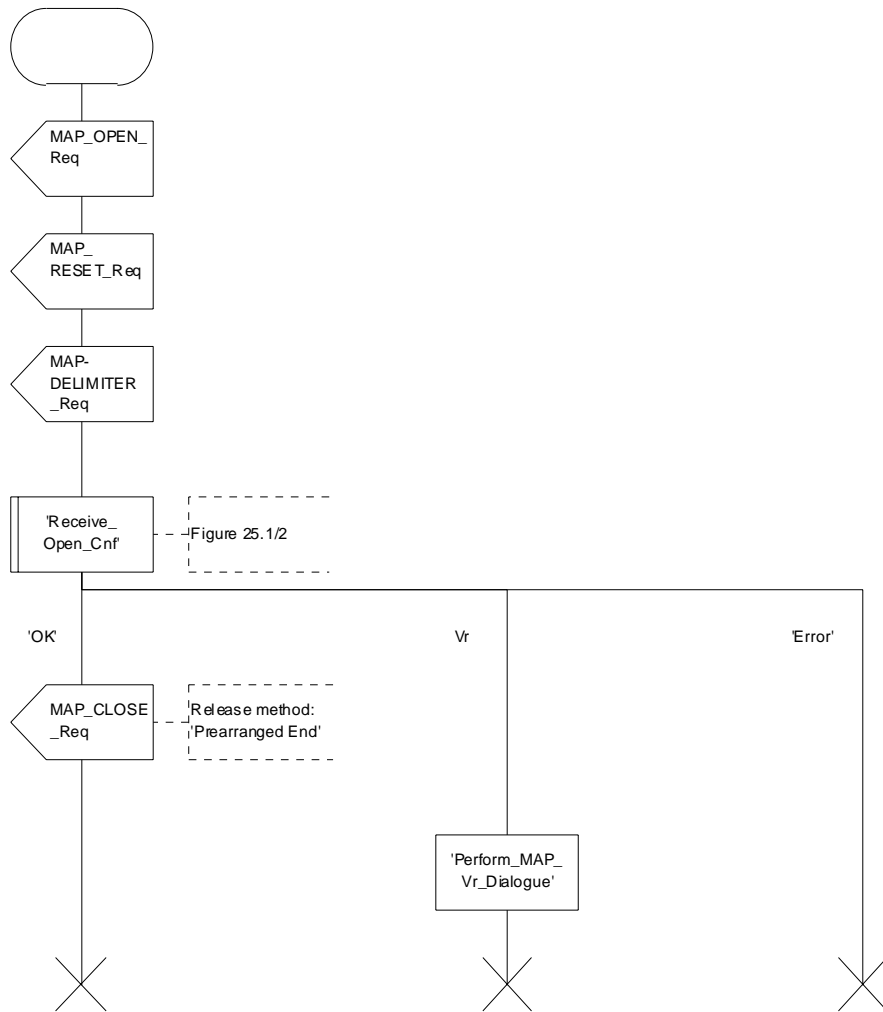 MAP_OPEN_
Req
MAP_
RESET_Req
MAP-
DELIMITER
_Req
'Receive_
Open_Cnf'
Figure 25.1/2
'OK'
Vr
'Error'
MAP_CLOSE
_Req
Release method:
'Prearranged End'
'Perform_MAP_
Vr_Dialogue'